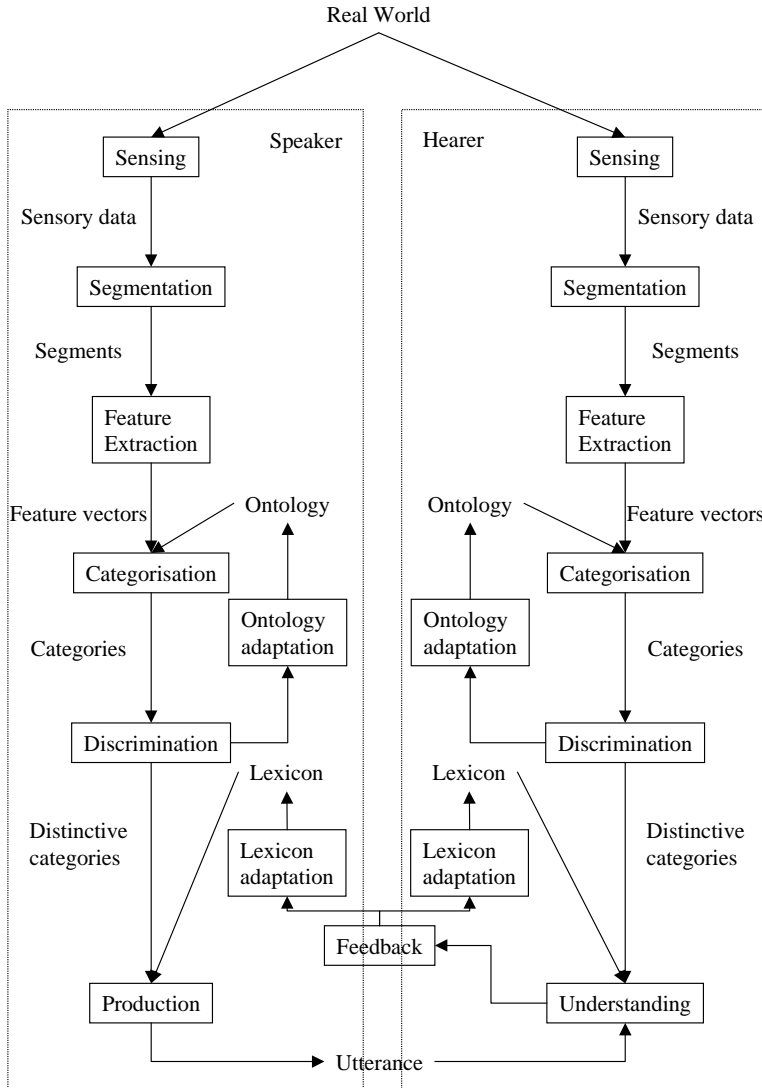 Real World
Speaker
Hearer
Sensing
Sensing
Sensory data
Sensory data
Segmentation
Segmentation
Segments
Segments
Feature
Extraction
Feature
Extraction
Feature vectors
Ontology
Ontology
Feature vectors
Categorisation
Categorisation
Ontology
adaptation
Ontology
adaptation
Categories
Categories
Discrimination
Discrimination
Lexicon
Lexicon
Distinctive
categories
Lexicon
adaptation
Lexicon
adaptation
Distinctive
categories
Feedback
Production
Understanding
Utterance